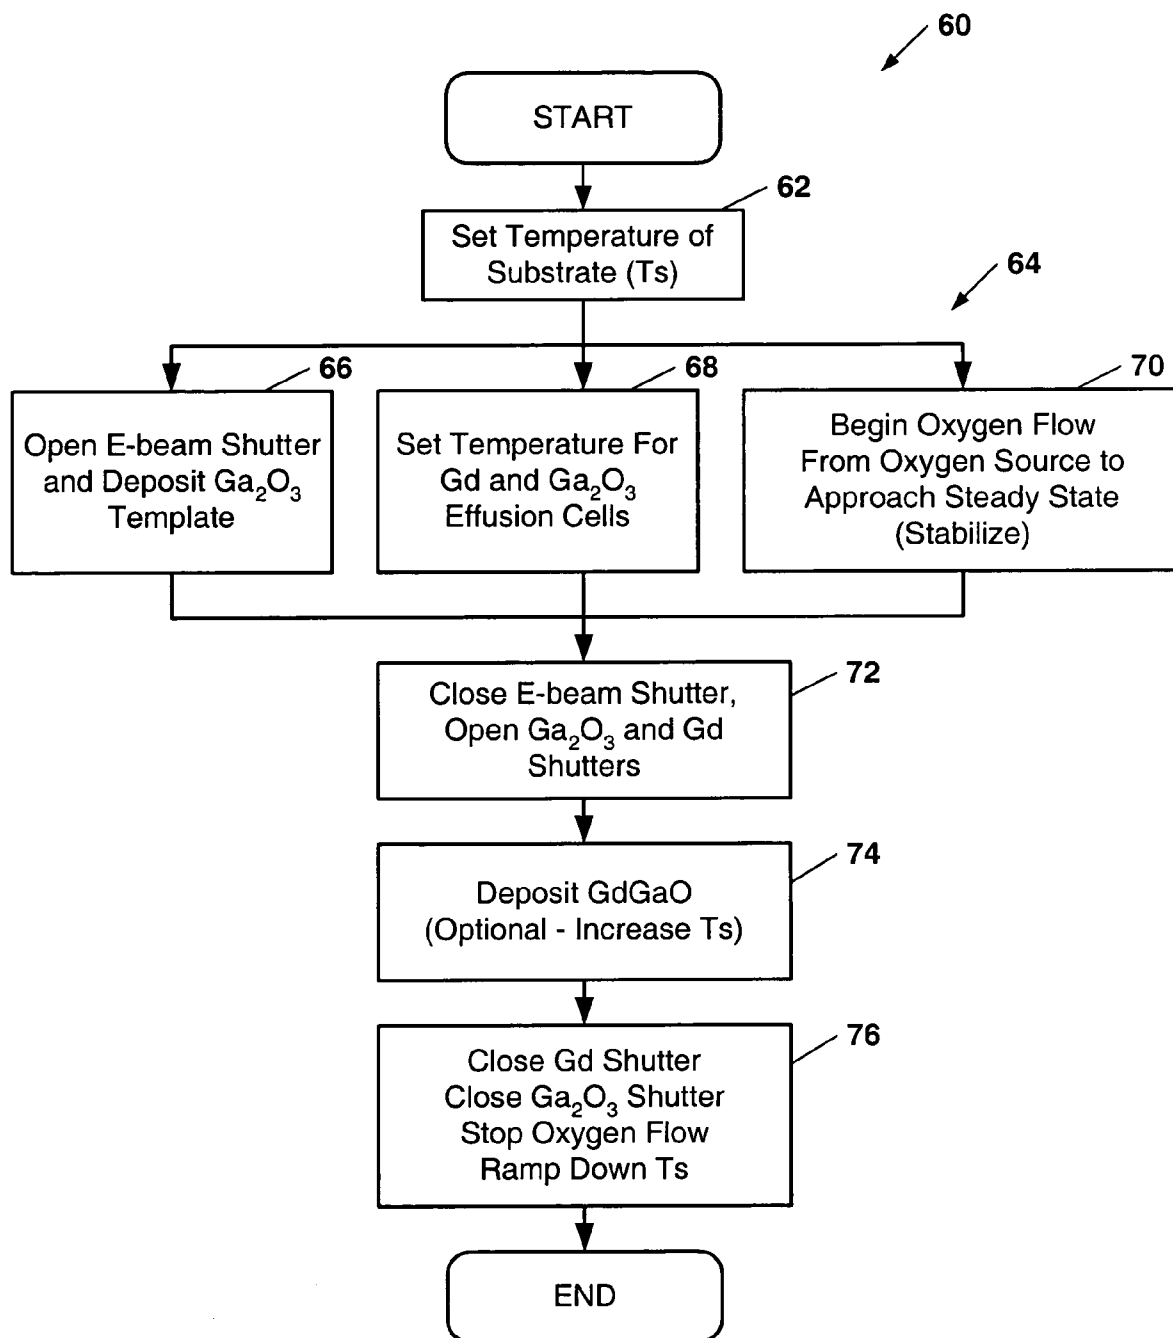 60
START
62
Set Temperature of
Substrate (Ts)
64
66
Open E-beam Shutter
and Deposit Ga₂O₃
Template
68
Set Temperature For
Gd and Ga₂O₃
Effusion Cells
70
Begin Oxygen Flow
From Oxygen Source to
Approach Steady State
(Stabilize)
72
Close E-beam Shutter,
Open Ga₂O₃ and Gd
Shutters
74
Deposit GdGaO
(Optional - Increase Ts)
76
Close Gd Shutter
Close Ga₂O₃ Shutter
Stop Oxygen Flow
Ramp Down Ts
END